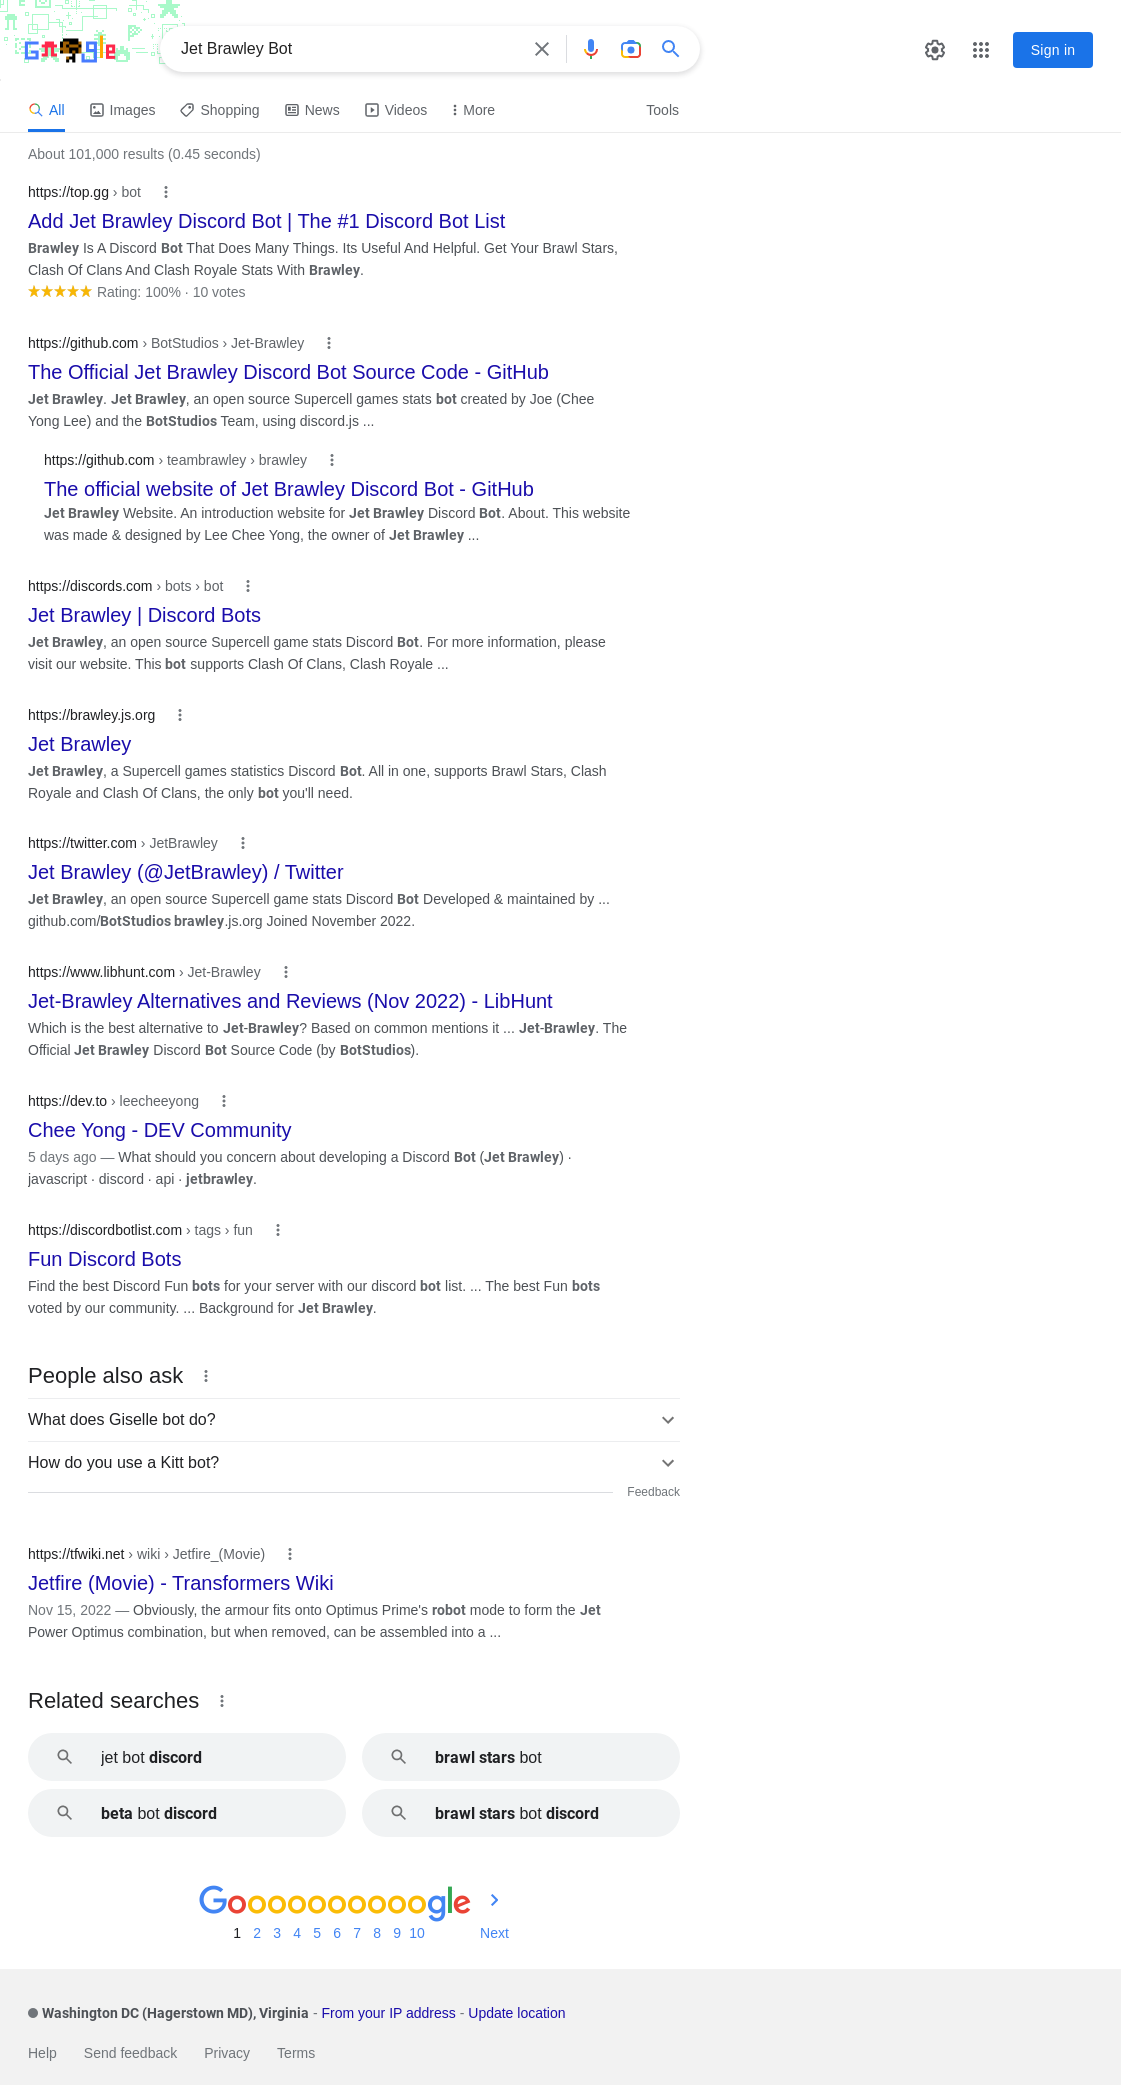 Google
Jet Brawley Bot
Sign in
All Images Shopping News Videos More Tools
About 101,000 results (0.45 seconds)
https://top.gg › bot
Add Jet Brawley Discord Bot | The #1 Discord Bot List
Brawley Is A Discord Bot That Does Many Things. Its Useful And Helpful. Get Your Brawl Stars,
Clash Of Clans And Clash Royale Stats With Brawley.
Rating: 100% · 10 votes
https://github.com › BotStudios › Jet-Brawley
The Official Jet Brawley Discord Bot Source Code - GitHub
Jet Brawley. Jet Brawley, an open source Supercell games stats bot created by Joe (Chee
Yong Lee) and the BotStudios Team, using discord.js ...
https://github.com › teambrawley › brawley
The official website of Jet Brawley Discord Bot - GitHub
Jet Brawley Website. An introduction website for Jet Brawley Discord Bot. About. This website
was made & designed by Lee Chee Yong, the owner of Jet Brawley ...
https://discords.com › bots › bot
Jet Brawley | Discord Bots
Jet Brawley, an open source Supercell game stats Discord Bot. For more information, please
visit our website. This bot supports Clash Of Clans, Clash Royale ...
https://brawley.js.org
Jet Brawley
Jet Brawley, a Supercell games statistics Discord Bot. All in one, supports Brawl Stars, Clash
Royale and Clash Of Clans, the only bot you'll need.
https://twitter.com › JetBrawley
Jet Brawley (@JetBrawley) / Twitter
Jet Brawley, an open source Supercell game stats Discord Bot Developed & maintained by ...
github.com/BotStudios brawley.js.org Joined November 2022.
https://www.libhunt.com › Jet-Brawley
Jet-Brawley Alternatives and Reviews (Nov 2022) - LibHunt
Which is the best alternative to Jet-Brawley? Based on common mentions it ... Jet-Brawley. The
Official Jet Brawley Discord Bot Source Code (by BotStudios).
https://dev.to › leecheeyong
Chee Yong - DEV Community
5 days ago — What should you concern about developing a Discord Bot (Jet Brawley) ·
javascript · discord · api · jetbrawley.
https://discordbotlist.com › tags › fun
Fun Discord Bots
Find the best Discord Fun bots for your server with our discord bot list. ... The best Fun bots
voted by our community. ... Background for Jet Brawley.
People also ask
What does Giselle bot do?
How do you use a Kitt bot?
Feedback
https://tfwiki.net › wiki › Jetfire_(Movie)
Jetfire (Movie) - Transformers Wiki
Nov 15, 2022 — Obviously, the armour fits onto Optimus Prime's robot mode to form the Jet
Power Optimus combination, but when removed, can be assembled into a ...
Related searches
jet bot discord
brawl stars bot
beta bot discord
brawl stars bot discord
Goooooooooogle
1 2 3 4 5 6 7 8 9 10 Next
Washington DC (Hagerstown MD), Virginia - From your IP address - Update location
Help Send feedback Privacy Terms